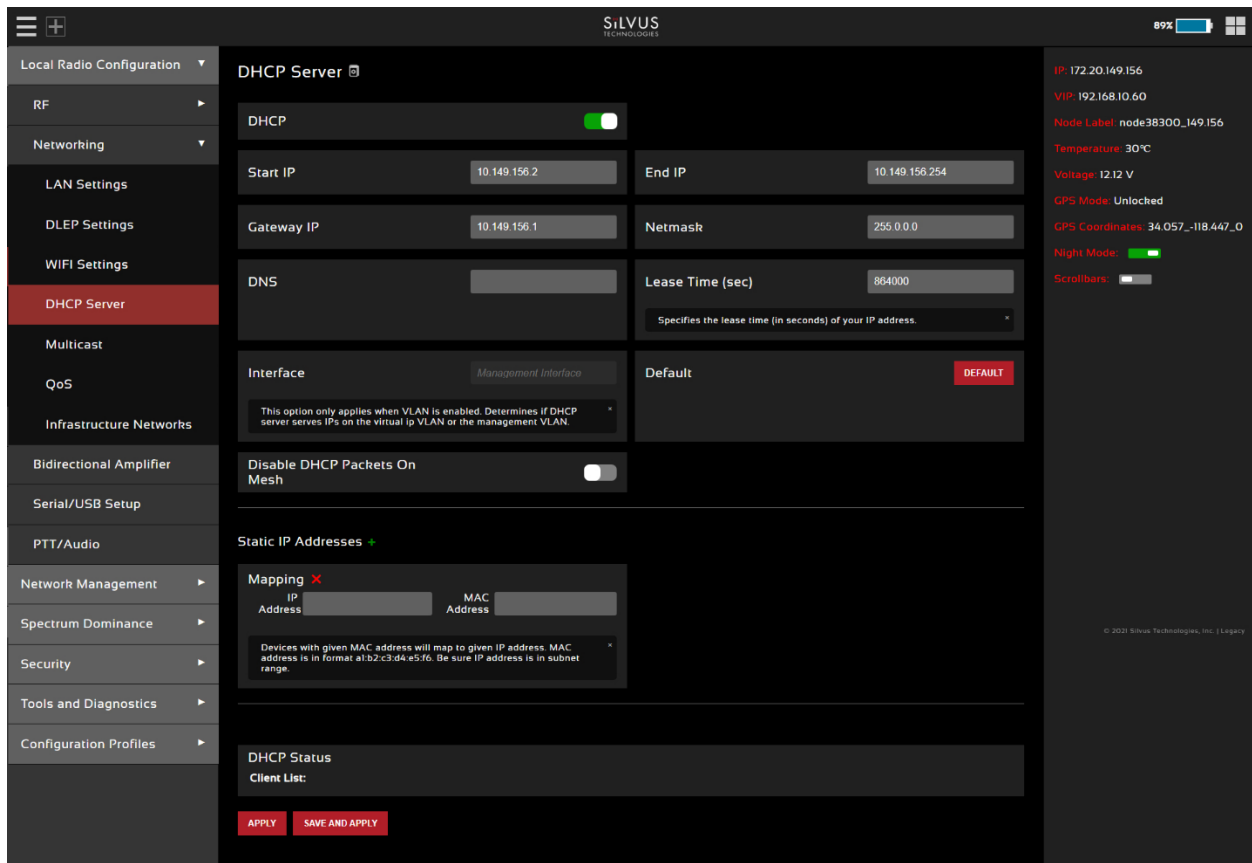 SiLVUS
TECHNOLOGIES
89%
Local Radio Configuration
RF
Networking
LAN Settings
DLEP Settings
WIFI Settings
DHCP Server
Multicast
QoS
Infrastructure Networks
Bidirectional Amplifier
Serial/USB Setup
PTT/Audio
Network Management
Spectrum Dominance
Security
Tools and Diagnostics
Configuration Profiles
DHCP Server
DHCP
Start IP 10.149.156.2
End IP 10.149.156.254
Gateway IP 10.149.156.1
Netmask 255.0.0.0
DNS
Lease Time (sec) 864000
Specifies the lease time (in seconds) of your IP address.
Interface Management Interface
This option only applies when VLAN is enabled. Determines if DHCP
server serves IPs on the virtual ip VLAN or the management VLAN.
Default DEFAULT
Disable DHCP Packets On
Mesh
Static IP Addresses +
Mapping
IP
Address
MAC
Address
Devices with given MAC address will map to given IP address. MAC
address is in format a1:b2:c3:d4:e5:f6. Be sure IP address is in subnet
range.
DHCP Status
Client List:
APPLY SAVE AND APPLY
IP: 172.20.149.156
VIP: 192.168.10.60
Node Label: node38300_149.156
Temperature: 30°C
Voltage: 12.12 V
GPS Mode: Unlocked
GPS Coordinates: 34.057_-118.447_0
Night Mode:
Scrollbars:
© 2021 Silvus Technologies, Inc. | Legacy